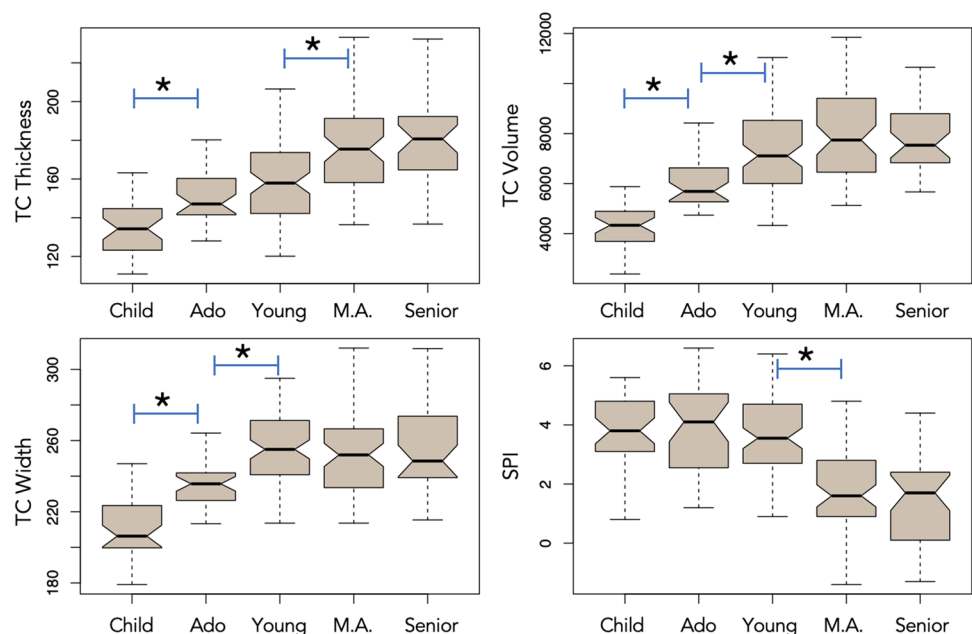 TC Thickness
200
160
120
*
*
Child Ado Young M.A. Senior
TC Volume
12000
8000
6000
4000
*
*
Child Ado Young M.A. Senior
TC Width
300
260
220
180
*
*
Child Ado Young M.A. Senior
SPI
6
4
2
0
*
Child Ado Young M.A. Senior